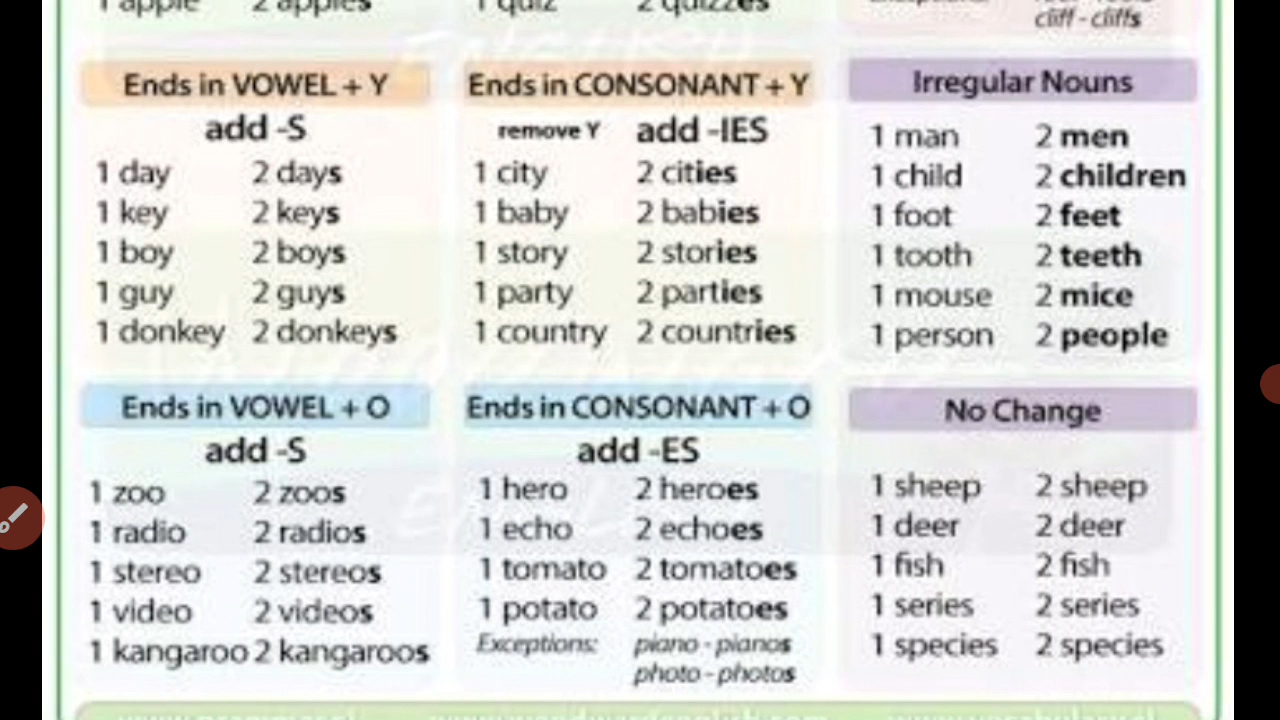 1 apple 2 apples
1 quiz 2 quizzes
cliff - cliffs
Ends in VOWEL + Y
add -S
1 day 2 days
1 key 2 keys
1 boy 2 boys
1 guy 2 guys
1 donkey 2 donkeys
Ends in CONSONANT + Y
remove Y add -IES
1 city 2 cities
1 baby 2 babies
1 story 2 stories
1 party 2 parties
1 country 2 countries
Irregular Nouns
1 man 2 men
1 child 2 children
1 foot 2 feet
1 tooth 2 teeth
1 mouse 2 mice
1 person 2 people
Ends in VOWEL + O
add -S
1 zoo 2 zoos
1 radio 2 radios
1 stereo 2 stereos
1 video 2 videos
1 kangaroo 2 kangaroos
Ends in CONSONANT + O
add -ES
1 hero 2 heroes
1 echo 2 echoes
1 tomato 2 tomatoes
1 potato 2 potatoes
Exceptions: piano - pianos
photo - photos
No Change
1 sheep 2 sheep
1 deer 2 deer
1 fish 2 fish
1 series 2 series
1 species 2 species